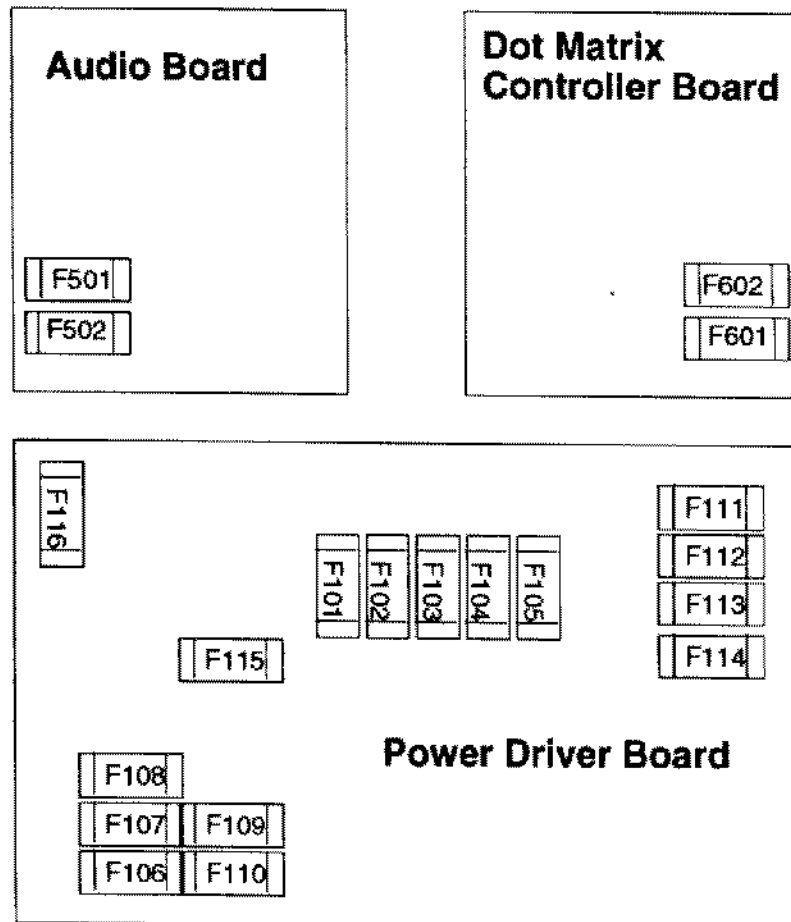 Audio Board
Dot Matrix
Controller Board
F501
F502
F602
F601
F116
F101
F102
F103
F104
F105
F111
F112
F113
F114
F115
Power Driver Board
F108
F107
F109
F106
F110